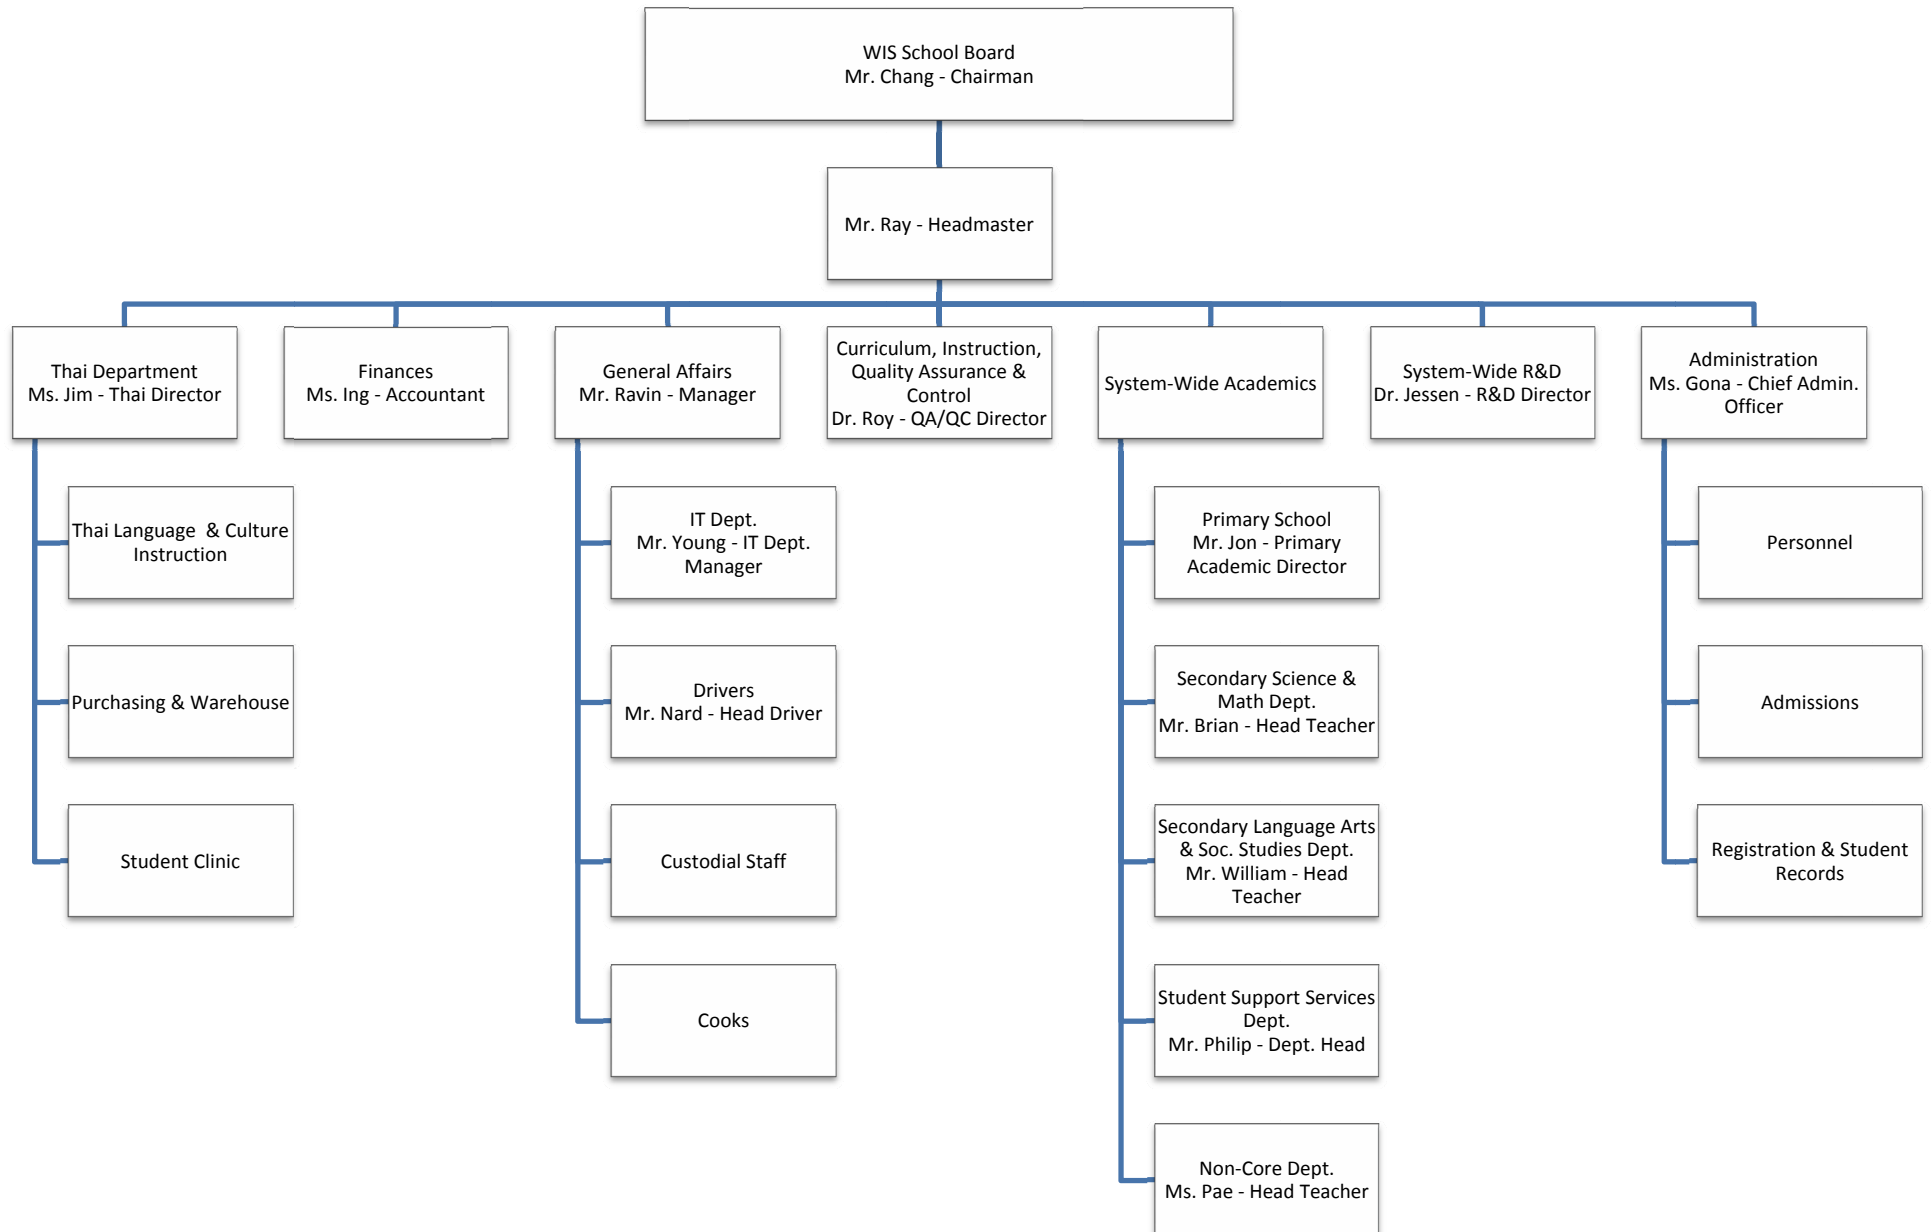 WIS School Board
Mr. Chang - Chairman
Mr. Ray - Headmaster
Thai Department
Ms. Jim - Thai Director
Finances
Ms. Ing - Accountant
General Affairs
Mr. Ravin - Manager
Curriculum, Instruction,
Quality Assurance &
Control
Dr. Roy - QA/QC Director
System-Wide Academics
System-Wide R&D
Dr. Jessen - R&D Director
Administration
Ms. Gona - Chief Admin.
Officer
Thai Language & Culture
Instruction
Purchasing & Warehouse
Student Clinic
IT Dept.
Mr. Young - IT Dept.
Manager
Drivers
Mr. Nard - Head Driver
Custodial Staff
Cooks
Primary School
Mr. Jon - Primary
Academic Director
Secondary Science &
Math Dept.
Mr. Brian - Head Teacher
Secondary Language Arts
& Soc. Studies Dept.
Mr. William - Head
Teacher
Student Support Services
Dept.
Mr. Philip - Dept. Head
Non-Core Dept.
Ms. Pae - Head Teacher
Personnel
Admissions
Registration & Student
Records